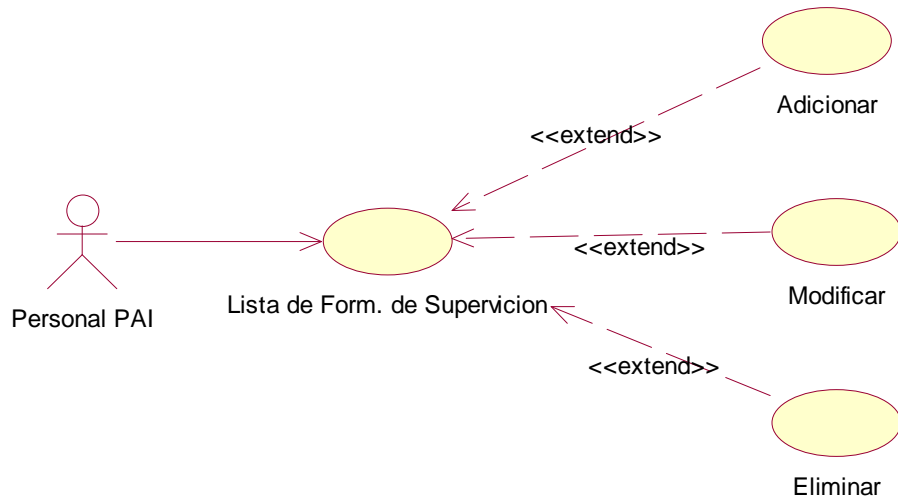 Adicionar
<<extend>>
<<extend>>
Modificar
Personal PAI
Lista de Form. de Supervicion
<<extend>>
Eliminar